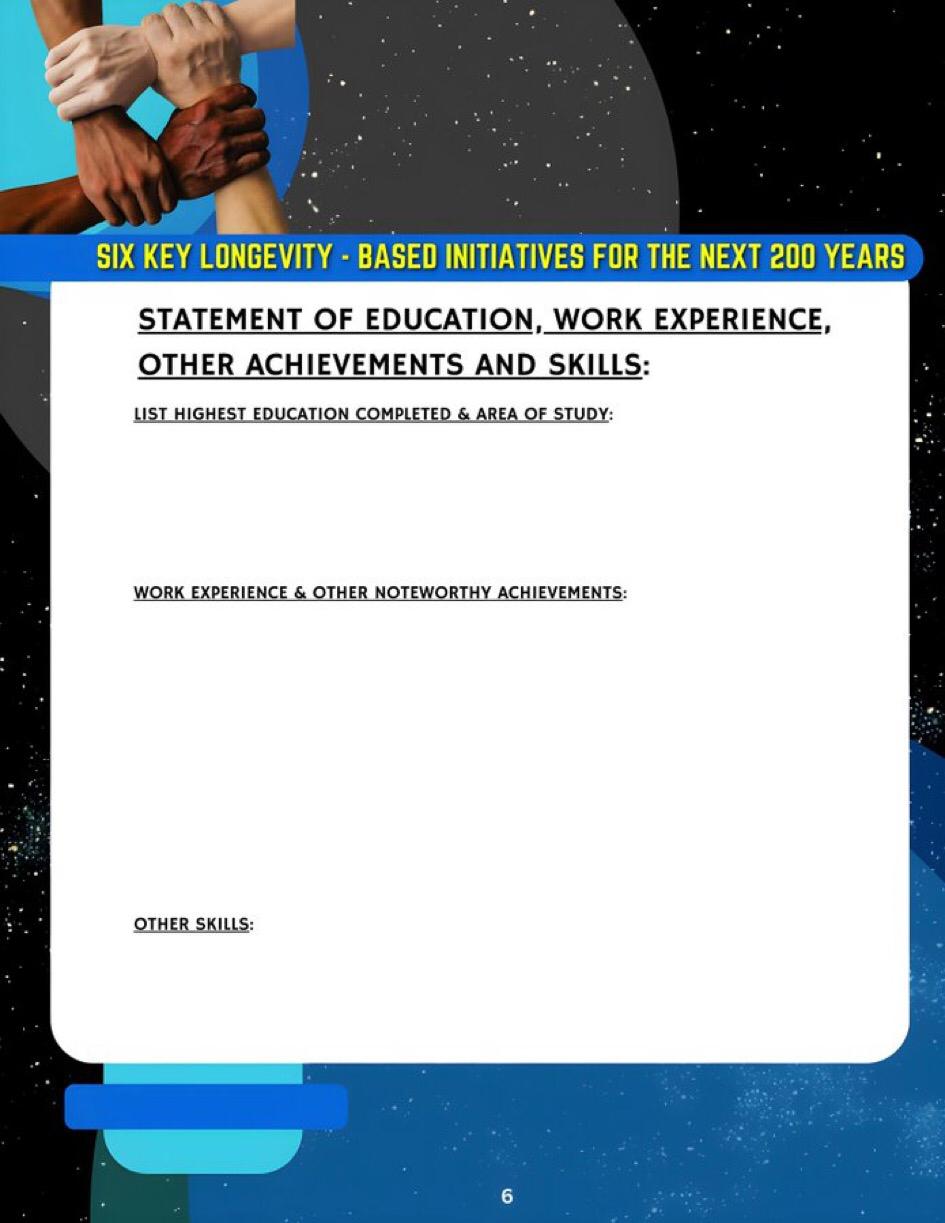 SIX KEY LONGEVITY - BASED INITIATIVES FOR THE NEXT 200 YEARS
STATEMENT OF EDUCATION, WORK EXPERIENCE,
OTHER ACHIEVEMENTS AND SKILLS:
LIST HIGHEST EDUCATION COMPLETED & AREA OF STUDY:
WORK EXPERIENCE & OTHER NOTEWORTHY ACHIEVEMENTS:
OTHER SKILLS:
6